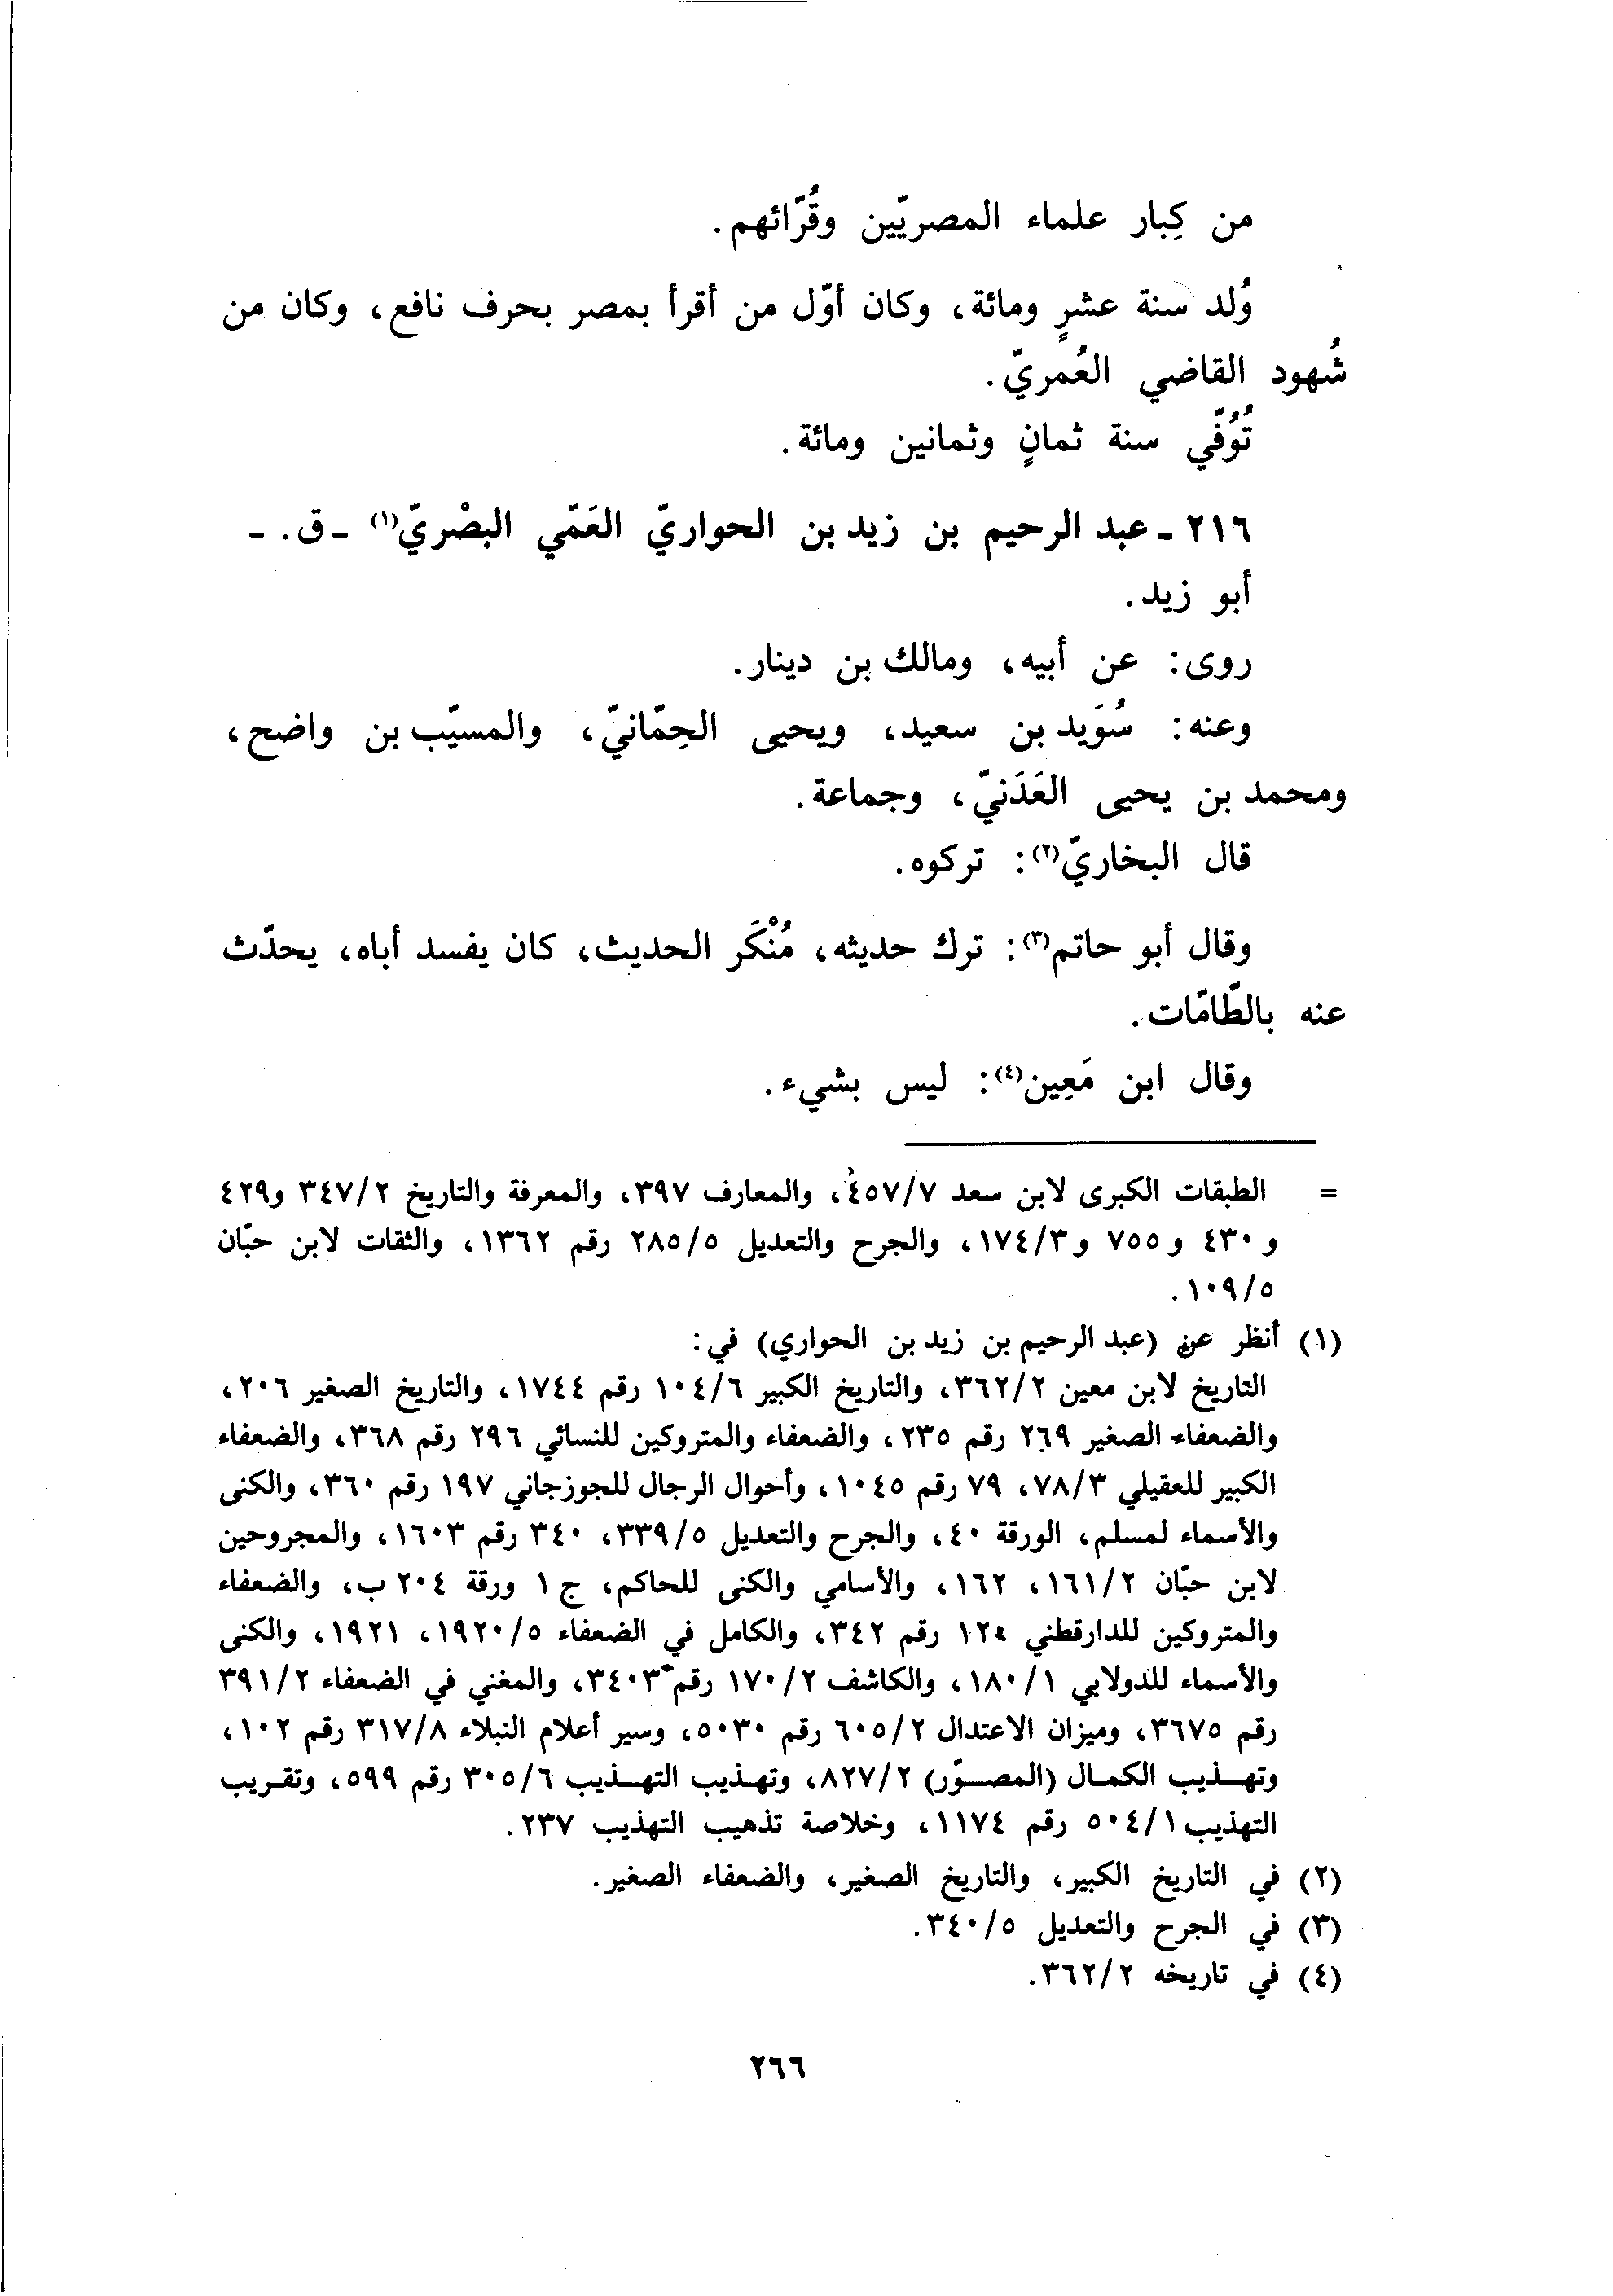 من كِبار علماء المصريّين وقُرّائهم.
وُلد سنة عشرٍ ومائة، وكان أوّل من أقرأ بمصر بحرف نافع، وكان من
شُهود القاضي العُمريّ.
تُوُفّي سنة ثمانٍ وثمانين ومائة.
٢١٦ - عبد الرحيم بن زيد بن الحواريّ العَمّي البصْريّ(١) - ق. -
أبو زيد.
روى: عن أبيه، ومالك بن دينار.
وعنه: سُوَيد بن سعيد، ويحيى الحِمّانيّ، والمسيّب بن واضح،
ومحمد بن يحيى العَدَنيّ، وجماعة.
قال البخاريّ(٢): تركوه.
وقال أبو حاتم(٣): ترك حديثه، مُنْكَر الحديث، كان يفسد أباه، يحدّث
عنه بالطّامّات.
وقال ابن مَعِين(٤): ليس بشيء.
= الطبقات الكبرى لابن سعد ٤٥٧/٧، والمعارف ٣٩٧، والمعرفة والتاريخ ٣٤٧/٢ و٤٢٩
و ٤٣٠ و ٧٥٥ و ١٧٤/٣، والجرح والتعديل ٢٨٥/٥ رقم ١٣٦٢، والثقات لابن حبّان
١٠٩/٥.
(١) أنظر عن (عبد الرحيم بن زيد بن الحواري) في:
التاريخ لابن معين ٣٦٢/٢، والتاريخ الكبير ١٠٤/٦ رقم ١٧٤٤، والتاريخ الصغير ٢٠٦،
والضعفاء الصغير ٢٦٩ رقم ٢٣٥، والضعفاء والمتروكين للنسائي ٢٩٦ رقم ٣٦٨، والضعفاء
الكبير للعقيلي ٧٨/٣، ٧٩ رقم ١٠٤٥، وأحوال الرجال للجوزجاني ١٩٧ رقم ٣٦٠، والكنى
والأسماء لمسلم، الورقة ٤٠، والجرح والتعديل ٣٣٩/٥، ٣٤٠ رقم ١٦٠٣، والمجروحين
لابن حبّان ١٦١/٢، ١٦٢، والأسامي والكنى للحاكم، ج ١ ورقة ٢٠٤ ب، والضعفاء
والمتروكين للدارقطني ١٢٠ رقم ٣٤٢، والكامل في الضعفاء ١٩٢٠/٥، ١٩٢١، والكنى
والأسماء للدولابي ١٨٠/١، والكاشف ١٧٠/٢ رقم ٣٤٠٣، والمغني في الضعفاء ٣٩١/٢
رقم ٣٦٧٥، وميزان الاعتدال ٦٠٥/٢ رقم ٥٠٣٠، وسير أعلام النبلاء ٣١٧/٨ رقم ١٠٢،
وتهـذيب الكمـال (المصـوّر) ٨٢٧/٢، وتهـذيب التهـذيب ٣٠٥/٦ رقم ٥٩٩، وتقـريب
التهذيب ٥٠٤/١ رقم ١١٧٤، وخلاصة تذهيب التهذيب ٢٣٧.
(٢) في التاريخ الكبير، والتاريخ الصغير، والضعفاء الصغير.
(٣) في الجرح والتعديل ٣٤٠/٥.
(٤) في تاريخه ٣٦٢/٢.
٢٦٦